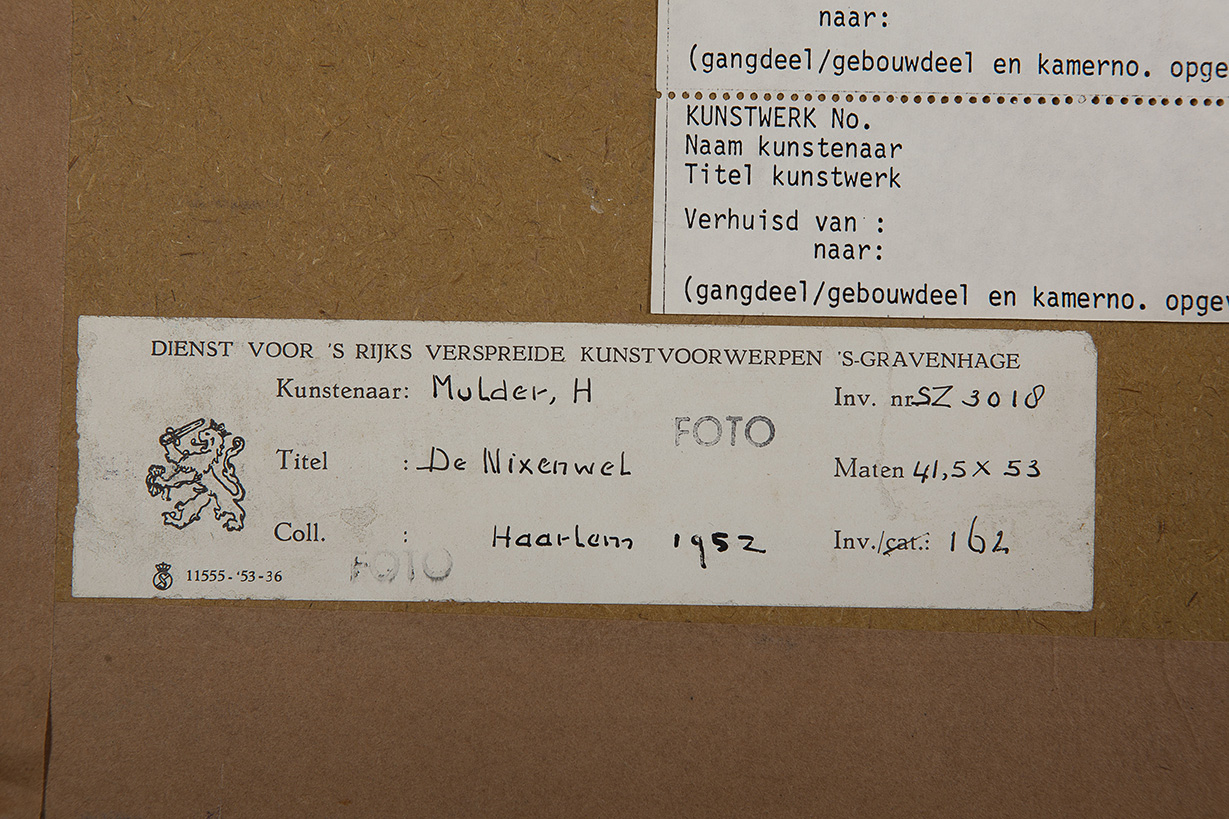 naar:
(gangdeel/gebouwdeel en kamerno. opge
KUNSTWERK No.
Naam kunstenaar
Titel kunstwerk
Verhuisd van :
naar:
(gangdeel/gebouwdeel en kamerno. opgev
DIENST VOOR 'S RIJKS VERSPREIDE KUNSTVOORWERPEN 'S-GRAVENHAGE
Kunstenaar: Mulder, H Inv. nr. SZ 3018
FOTO
Titel : De Nixenwel Maten 41,5 X 53
Coll. : Haarlem 1952 Inv./cat.: 162
11555-'53-36 FOTO